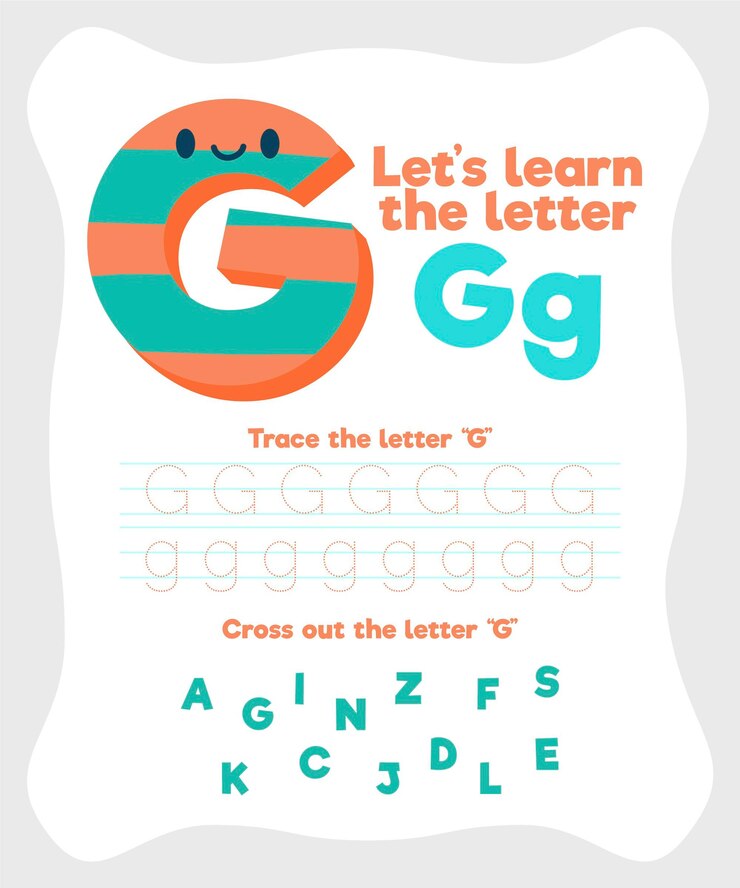 G
Let's learn
the letter
Gg
Trace the letter “G”
G G G G G G G
g g g g g g g g
Cross out the letter “G”
A G I N Z F S
K C J D L E